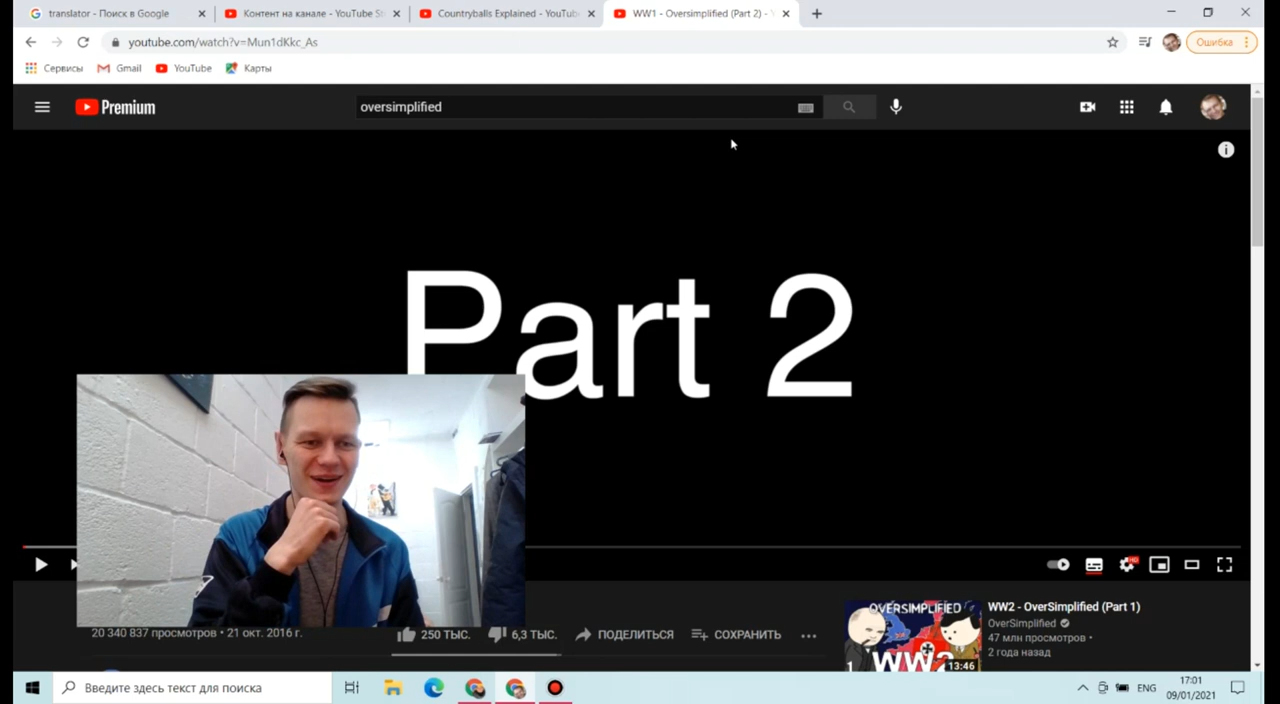 translator - Поиск в Google
Контент на канале - YouTube St
Countryballs Explained - YouTube
WW1 - Oversimplified (Part 2) -
youtube.com/watch?v=Mun1dKkc_As
Ошибка
Сервисы
Gmail
YouTube
Карты
Premium
oversimplified
Part 2
HD
20 340 837 просмотров • 21 окт. 2016 г.
250 ТЫС.
6,3 ТЫС.
ПОДЕЛИТЬСЯ
СОХРАНИТЬ
OVERSIMPLIFIED
WW2
1
13:46
WW2 - OverSimplified (Part 1)
OverSimplified
47 млн просмотров •
2 года назад
Введите здесь текст для поиска
ENG
17:01
09/01/2021